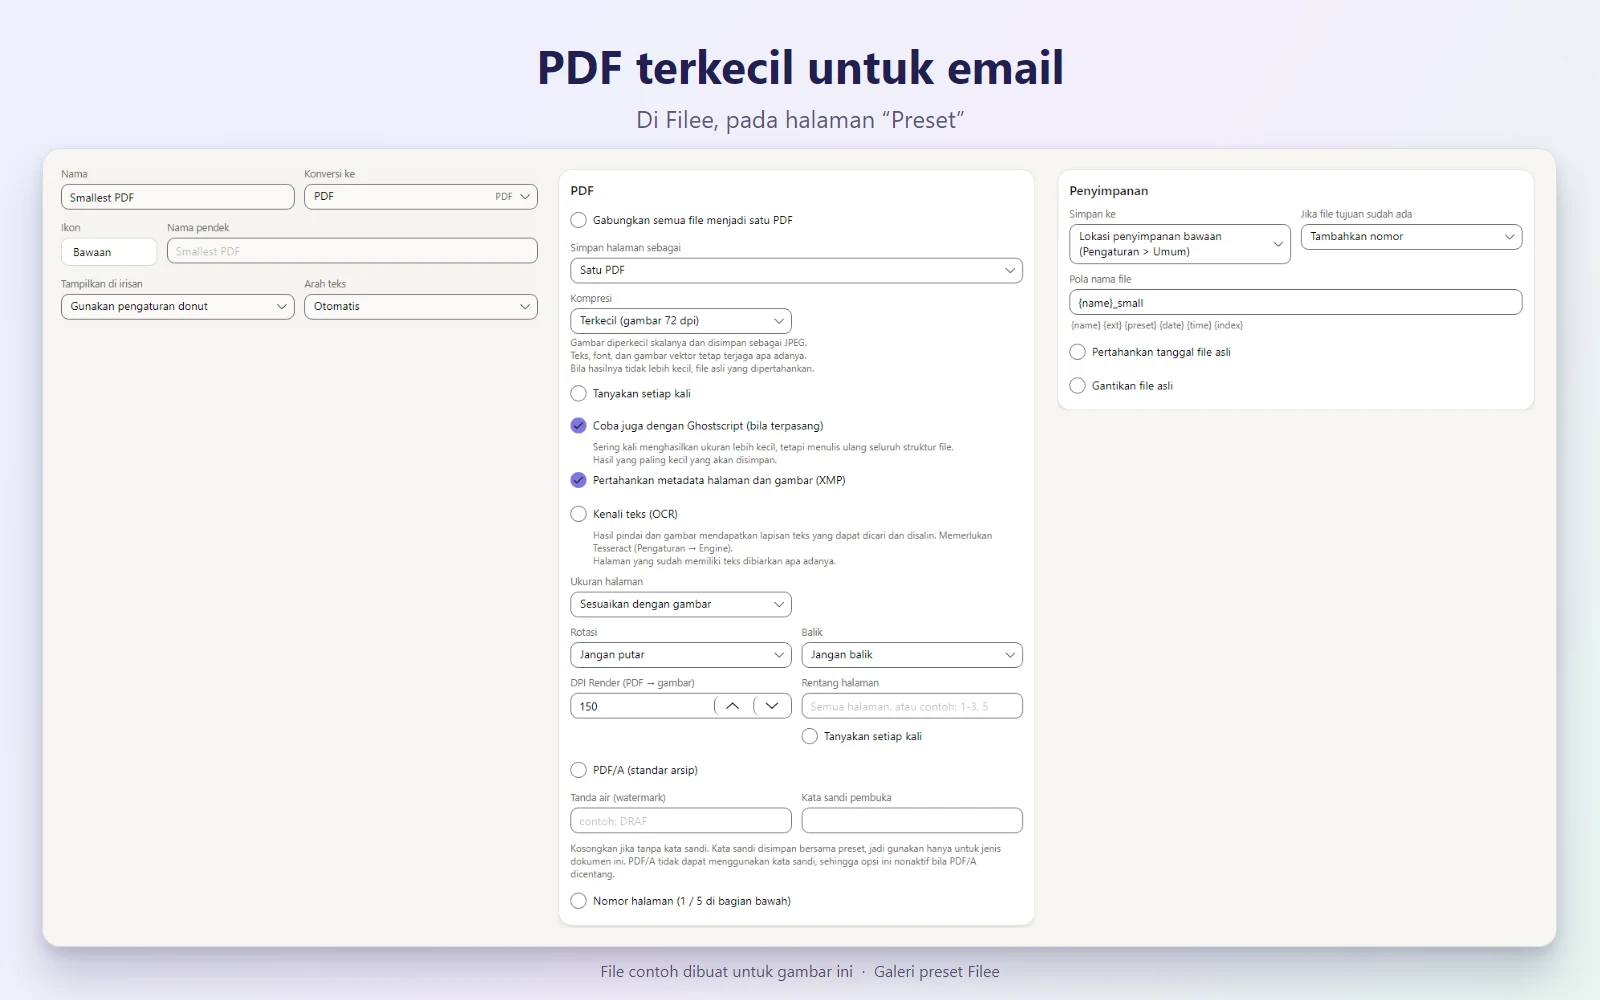 PDF terkecil untuk email
Di Filee, pada halaman “Preset”
Nama
Smallest PDF
Konversi ke
PDF
PDF
Ikon
Bawaan
Nama pendek
Smallest PDF
Tampilkan di irisan
Gunakan pengaturan donut
Arah teks
Otomatis
PDF
Gabungkan semua file menjadi satu PDF
Simpan halaman sebagai
Satu PDF
Kompresi
Terkecil (gambar 72 dpi)
Gambar diperkecil skalanya dan disimpan sebagai JPEG.
Teks, font, dan gambar vektor tetap terjaga apa adanya.
Bila hasilnya tidak lebih kecil, file asli yang dipertahankan.
Tanyakan setiap kali
Coba juga dengan Ghostscript (bila terpasang)
Sering kali menghasilkan ukuran lebih kecil, tetapi menulis ulang seluruh struktur file.
Hasil yang paling kecil yang akan disimpan.
Pertahankan metadata halaman dan gambar (XMP)
Kenali teks (OCR)
Hasil pindai dan gambar mendapatkan lapisan teks yang dapat dicari dan disalin. Memerlukan
Tesseract (Pengaturan → Engine).
Halaman yang sudah memiliki teks dibiarkan apa adanya.
Ukuran halaman
Sesuaikan dengan gambar
Rotasi
Jangan putar
Balik
Jangan balik
DPI Render (PDF → gambar)
150
Rentang halaman
Semua halaman, atau contoh: 1-3, 5
Tanyakan setiap kali
PDF/A (standar arsip)
Tanda air (watermark)
contoh: DRAF
Kata sandi pembuka
Kosongkan jika tanpa kata sandi. Kata sandi disimpan bersama preset, jadi gunakan hanya untuk jenis
dokumen ini. PDF/A tidak dapat menggunakan kata sandi, sehingga opsi ini nonaktif bila PDF/A
dicentang.
Nomor halaman (1 / 5 di bagian bawah)
Penyimpanan
Simpan ke
Lokasi penyimpanan bawaan
(Pengaturan > Umum)
Jika file tujuan sudah ada
Tambahkan nomor
Pola nama file
{name}_small
{name} {ext} {preset} {date} {time} {index}
Pertahankan tanggal file asli
Gantikan file asli
File contoh dibuat untuk gambar ini · Galeri preset Filee